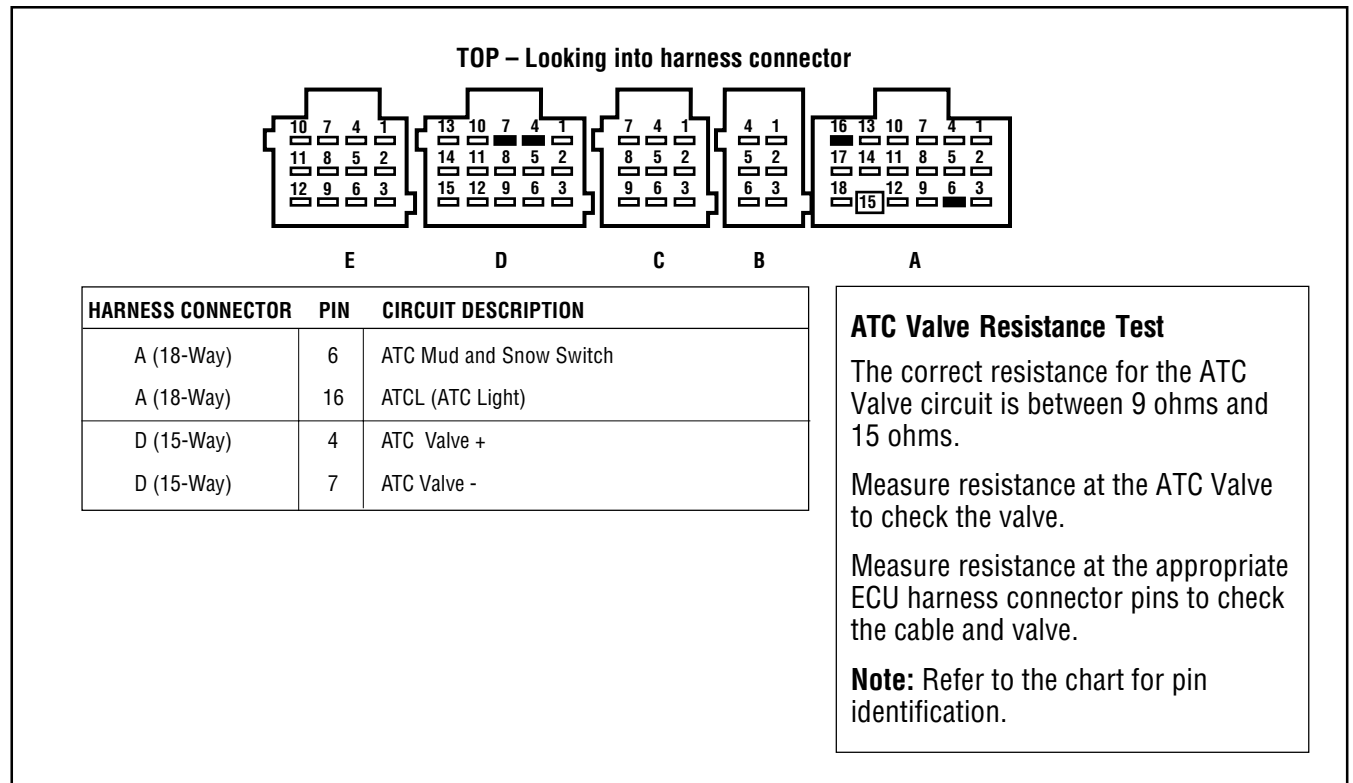 TOP – Looking into harness connector
10 7 4 1 13 10 7 4 1 7 4 1 4 1 16 13 10 7 4 1
11 8 5 2 14 11 8 5 2 8 5 2 5 2 17 14 11 8 5 2
12 9 6 3 15 12 9 6 3 9 6 3 6 3 18 15 12 9 6 3
E D C B A
HARNESS CONNECTOR PIN CIRCUIT DESCRIPTION
A (18-Way) 6 ATC Mud and Snow Switch
A (18-Way) 16 ATCL (ATC Light)
D (15-Way) 4 ATC Valve +
D (15-Way) 7 ATC Valve -
ATC Valve Resistance Test
The correct resistance for the ATC
Valve circuit is between 9 ohms and
15 ohms.
Measure resistance at the ATC Valve
to check the valve.
Measure resistance at the appropriate
ECU harness connector pins to check
the cable and valve.
Note: Refer to the chart for pin
identification.